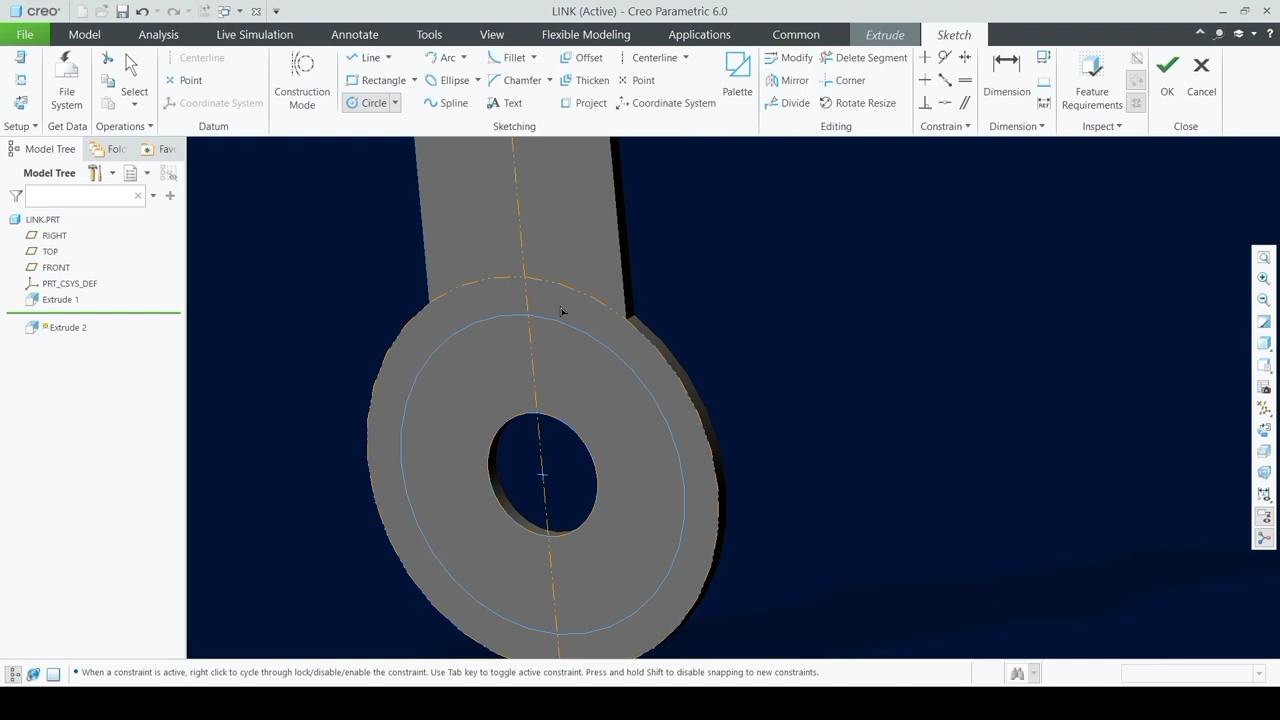 creo LINK (Active) - Creo Parametric 6.0
File Model Analysis Live Simulation Annotate Tools View Flexible Modeling Applications Common Extrude Sketch
Centerline Line Arc Fillet Offset Centerline Modify Delete Segment
Point Rectangle Ellipse Chamfer Thicken Point Mirror Corner
File System Select Construction Mode Palette Dimension Feature Requirements OK Cancel
Coordinate System Circle Spline Text Project Coordinate System Divide Rotate Resize
Setup Get Data Operations Datum Sketching Editing Constrain Dimension Inspect Close
Model Tree Fold Favo
Model Tree
LINK.PRT
RIGHT
TOP
FRONT
PRT_CSYS_DEF
Extrude 1
Extrude 2
When a constraint is active, right click to cycle through lock/disable/enable the constraint. Use Tab key to toggle active constraint. Press and hold Shift to disable snapping to new constraints.